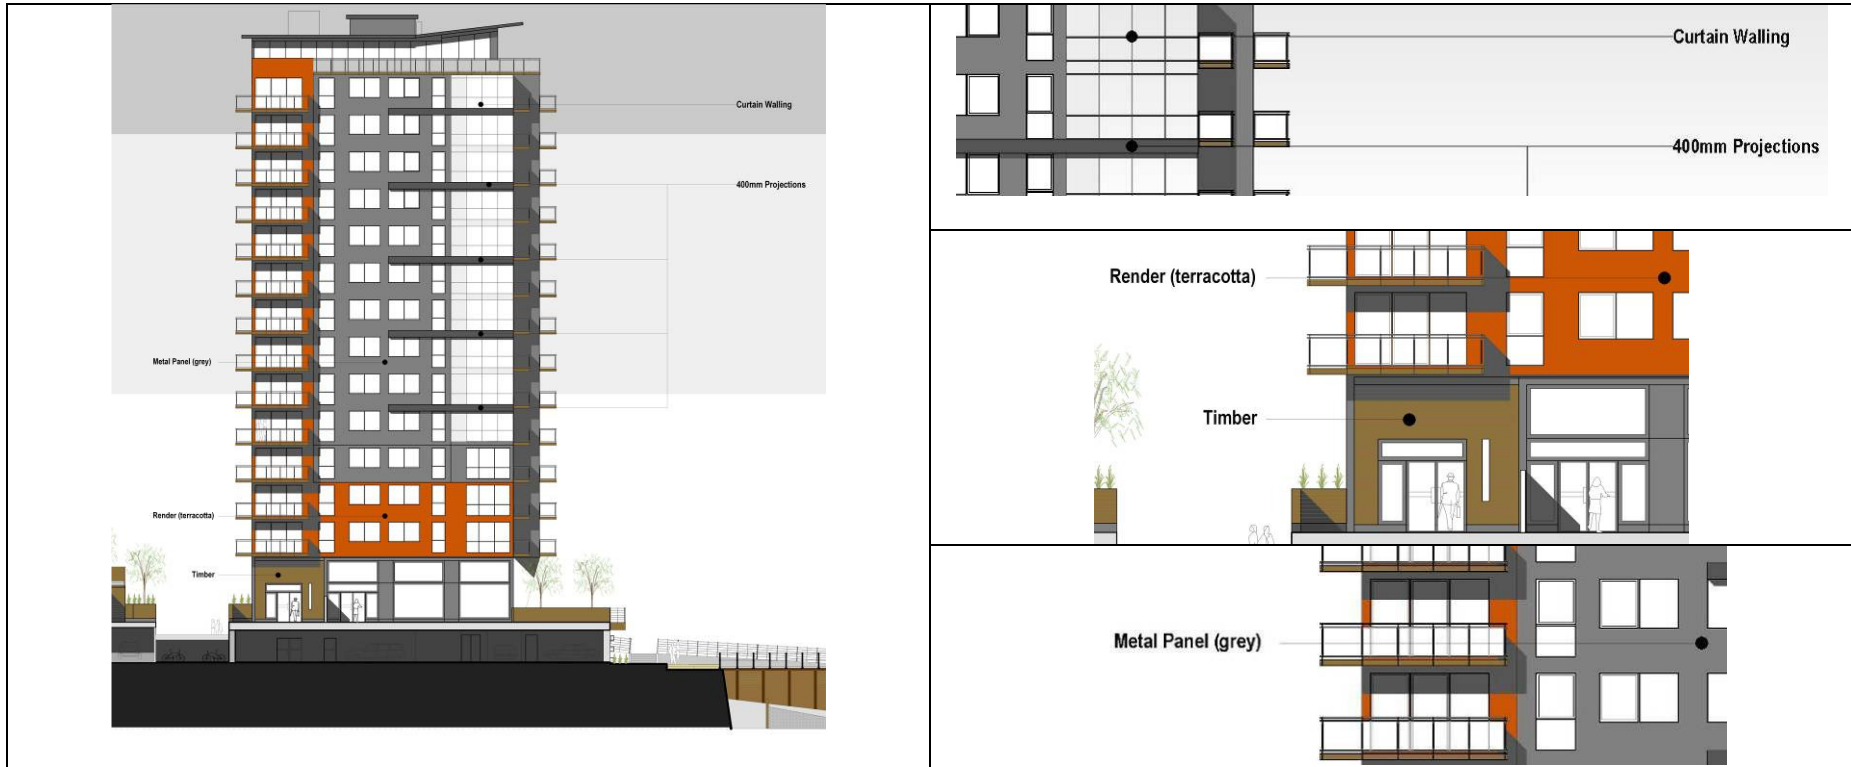 Curtain Walling
400mm Projections
Metal Panel (grey)
Render (terracotta)
Timber
Curtain Walling
400mm Projections
Render (terracotta)
Timber
Metal Panel (grey)